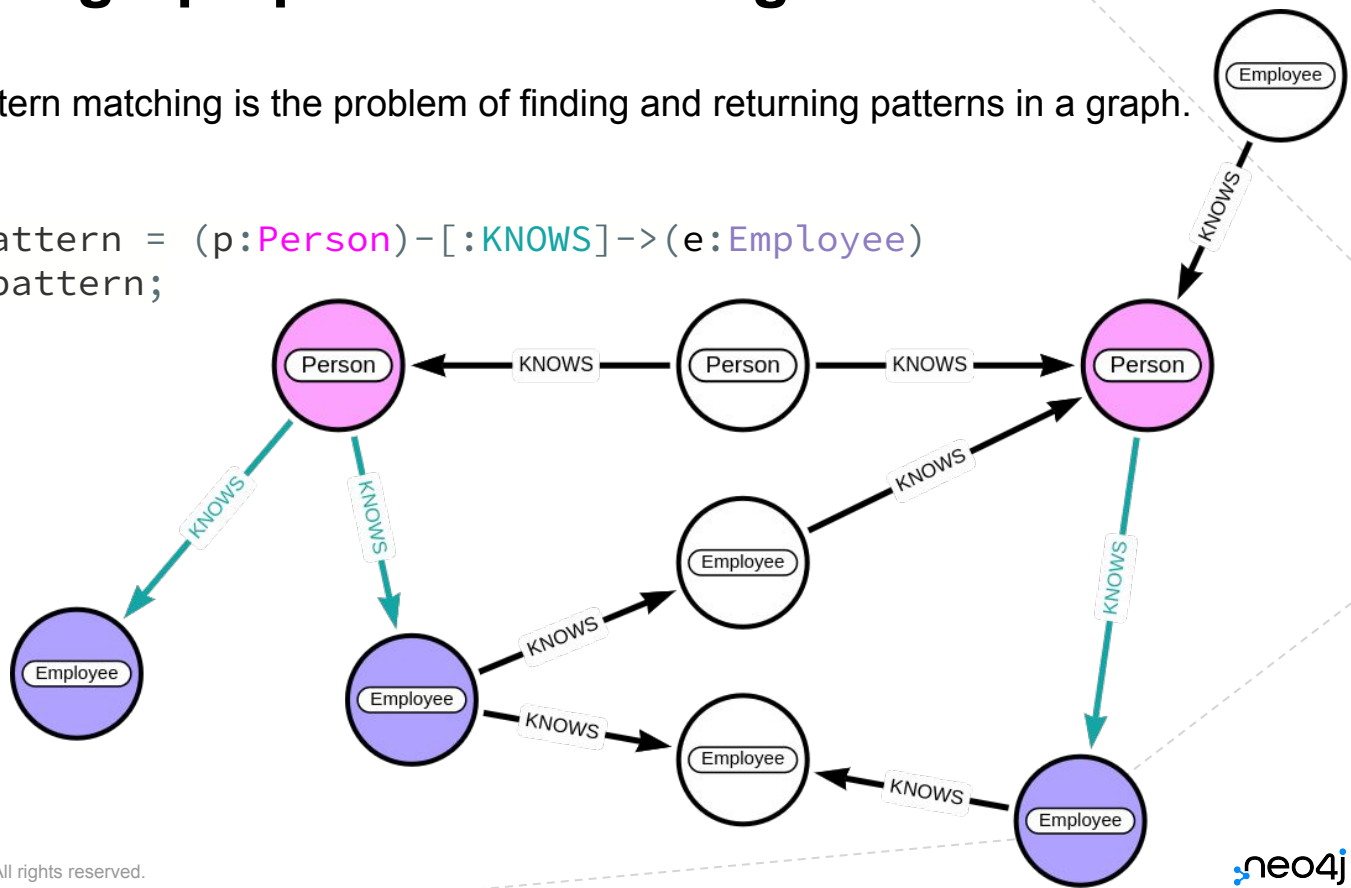 tern matching is the problem of finding and returning patterns in a graph.
attern = (p:Person)-[:KNOWS]->(e:Employee)
pattern;
Employee
KNOWS
Person
KNOWS
Person
KNOWS
Person
KNOWS
KNOWS
KNOWS
Employee
KNOWS
KNOWS
Employee
Employee
KNOWS
Employee
KNOWS
Employee
Employee
ll rights reserved.
neo4j